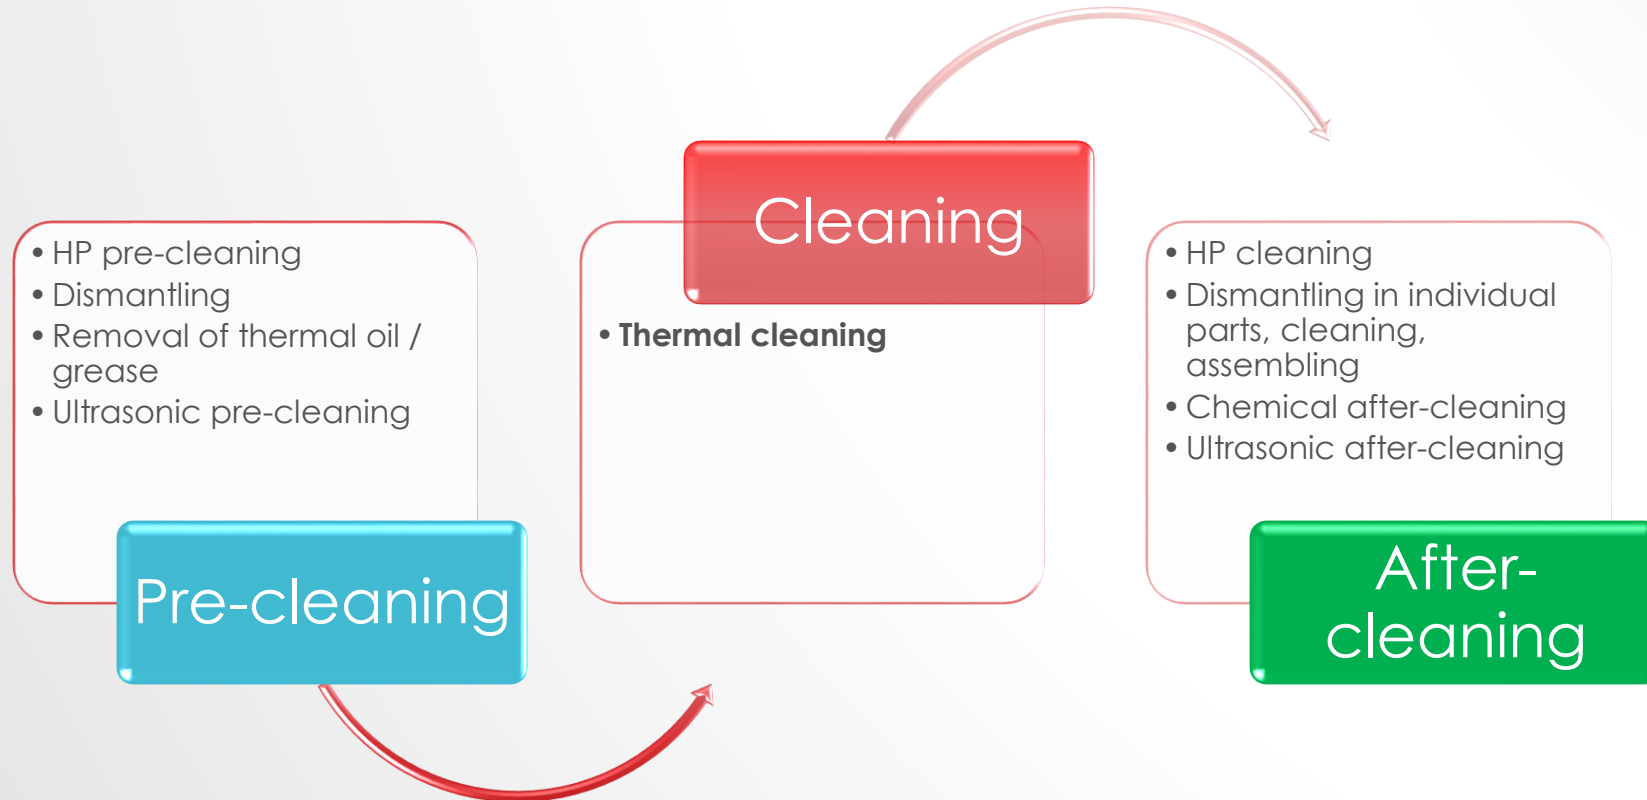 • HP pre-cleaning
• Dismantling
• Removal of thermal oil /
grease
• Ultrasonic pre-cleaning
Pre-cleaning
Cleaning
• Thermal cleaning
• HP cleaning
• Dismantling in individual
parts, cleaning,
assembling
• Chemical after-cleaning
• Ultrasonic after-cleaning
After-
cleaning